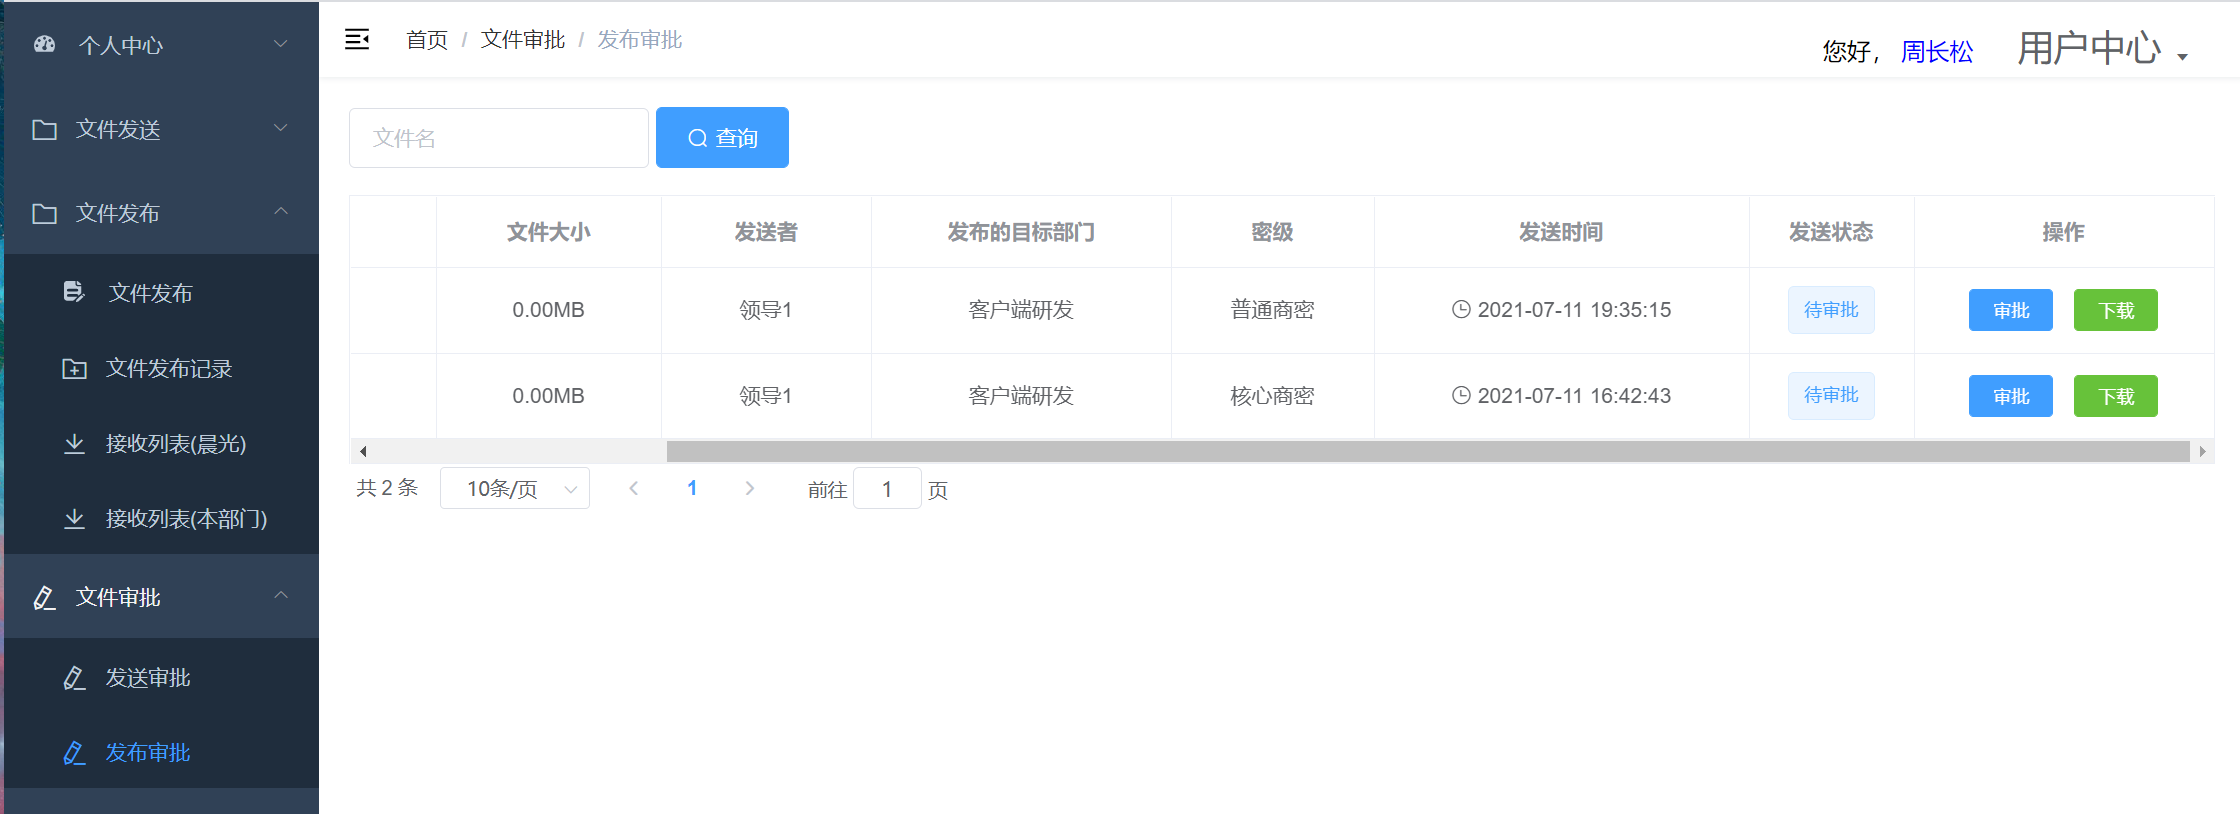 个人中心
文件发送
文件发布
文件发布
文件发布记录
接收列表(晨光)
接收列表(本部门)
文件审批
发送审批
发布审批
首页 / 文件审批 / 发布审批
您好， 周长松 用户中心
文件名 查询
文件大小 发送者 发布的目标部门 密级 发送时间 发送状态 操作
0.00MB 领导1 客户端研发 普通商密 2021-07-11 19:35:15 待审批 审批 下载
0.00MB 领导1 客户端研发 核心商密 2021-07-11 16:42:43 待审批 审批 下载
共 2 条 10条/页 1 前往 1 页